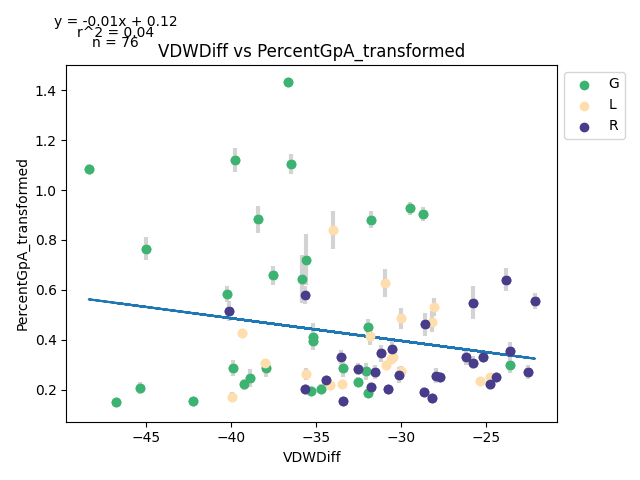 y = -0.01x + 0.12
r^2 = 0.04
n = 76
VDWDiff vs PercentGpA_transformed
G
L
R
1.4
1.2
1.0
0.8
0.6
0.4
0.2
PercentGpA_transformed
−45
−40
−35
−30
−25
VDWDiff